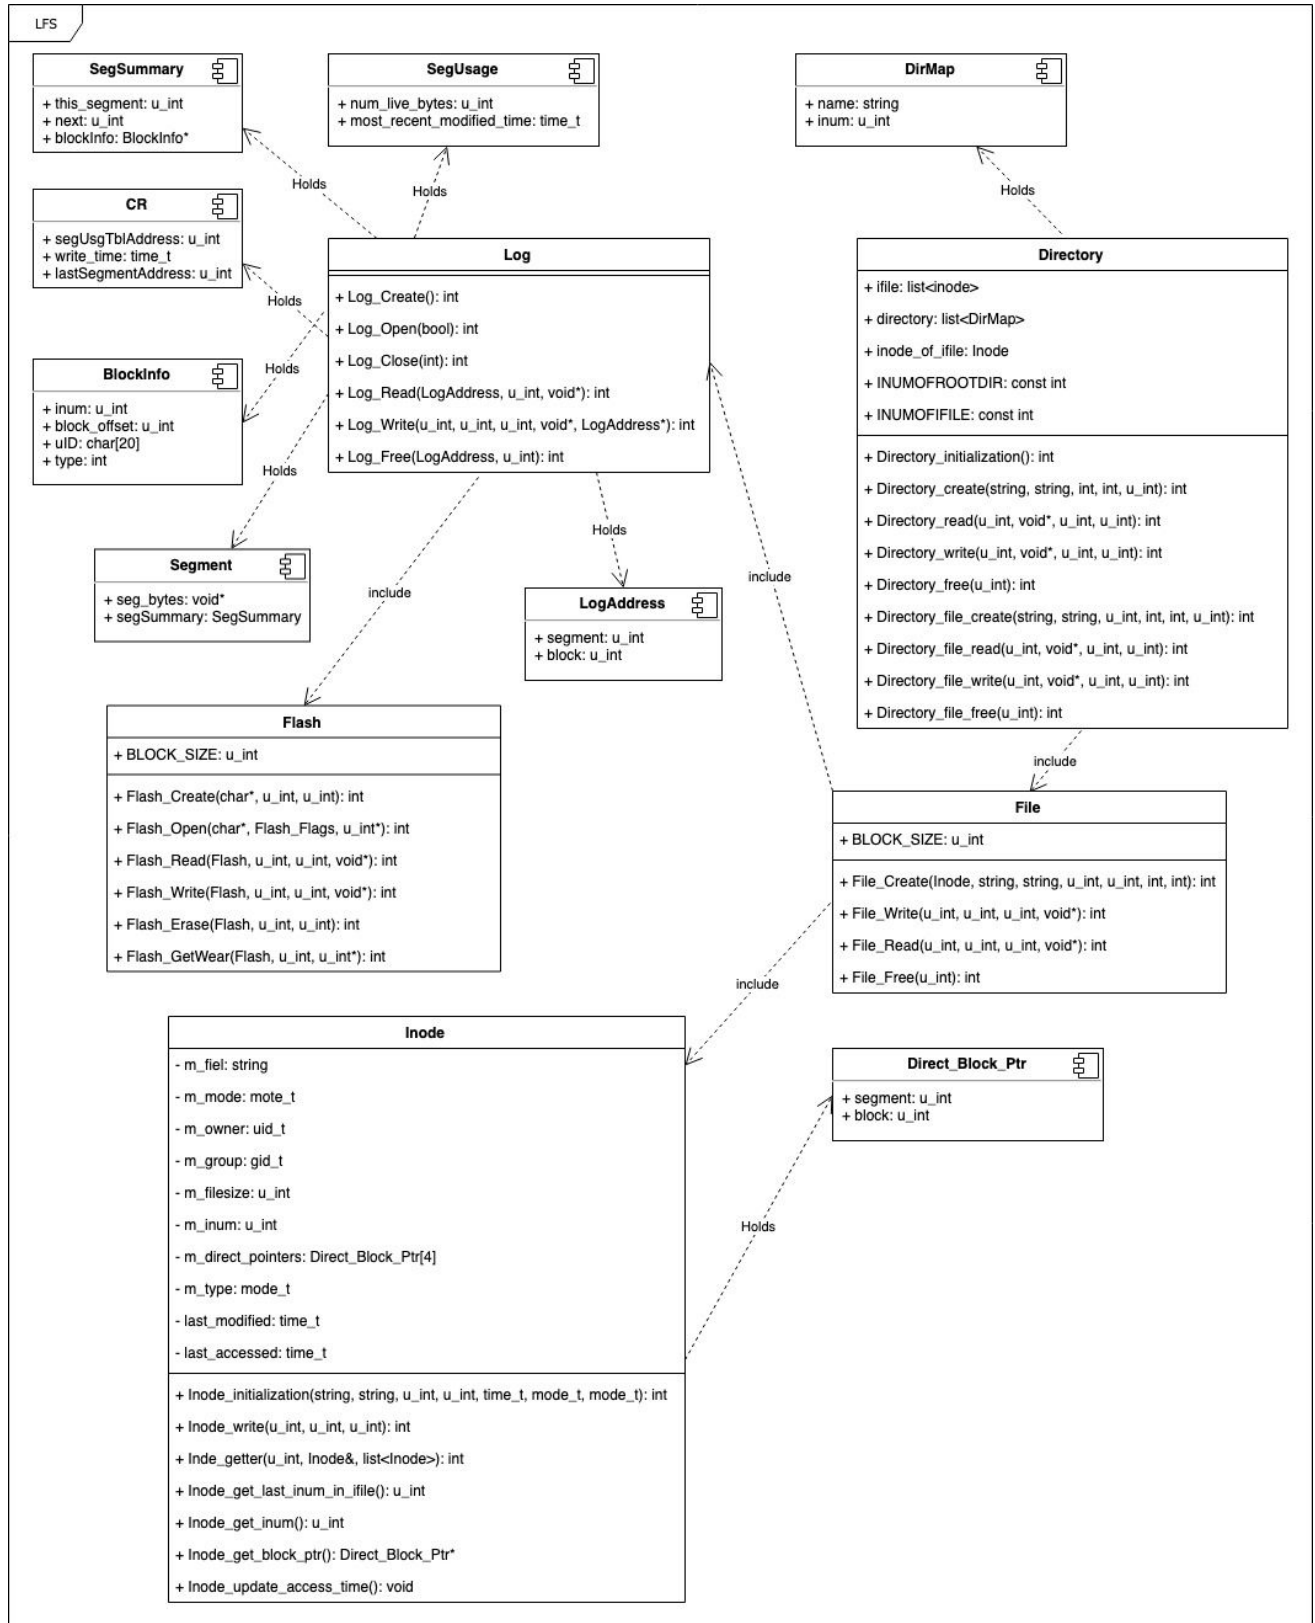 LFS
SegSummary
+ this_segment: u_int
+ next: u_int
+ blockInfo: BlockInfo*
SegUsage
+ num_live_bytes: u_int
+ most_recent_modified_time: time_t
DirMap
+ name: string
+ inum: u_int
Holds
Holds
Holds
CR
+ segUsgTblAddress: u_int
+ write_time: time_t
+ lastSegmentAddress: u_int
Holds
Log
+ Log_Create(): int
+ Log_Open(bool): int
+ Log_Close(int): int
+ Log_Read(LogAddress, u_int, void*): int
+ Log_Write(u_int, u_int, u_int, void*, LogAddress*): int
+ Log_Free(LogAddress, u_int): int
Directory
+ ifile: list<inode>
+ directory: list<DirMap>
+ inode_of_ifile: Inode
+ INUMOFROOTDIR: const int
+ INUMOFIFILE: const int
+ Directory_initialization(): int
+ Directory_create(string, string, int, int, u_int): int
+ Directory_read(u_int, void*, u_int, u_int): int
+ Directory_write(u_int, void*, u_int, u_int): int
+ Directory_free(u_int): int
+ Directory_file_create(string, string, u_int, int, int, u_int): int
+ Directory_file_read(u_int, void*, u_int, u_int): int
+ Directory_file_write(u_int, void*, u_int, u_int): int
+ Directory_file_free(u_int): int
BlockInfo
+ inum: u_int
+ block_offset: u_int
+ uID: char[20]
+ type: int
Holds
Holds
Holds
include
include
Segment
+ seg_bytes: void*
+ segSummary: SegSummary
LogAddress
+ segment: u_int
+ block: u_int
Flash
+ BLOCK_SIZE: u_int
+ Flash_Create(char*, u_int, u_int): int
+ Flash_Open(char*, Flash_Flags, u_int*): int
+ Flash_Read(Flash, u_int, u_int, void*): int
+ Flash_Write(Flash, u_int, u_int, void*): int
+ Flash_Erase(Flash, u_int, u_int): int
+ Flash_GetWear(Flash, u_int, u_int*): int
include
File
+ BLOCK_SIZE: u_int
+ File_Create(Inode, string, string, u_int, u_int, int, int): int
+ File_Write(u_int, u_int, u_int, void*): int
+ File_Read(u_int, u_int, u_int, void*): int
+ File_Free(u_int): int
include
Inode
- m_fiel: string
- m_mode: mote_t
- m_owner: uid_t
- m_group: gid_t
- m_filesize: u_int
- m_inum: u_int
- m_direct_pointers: Direct_Block_Ptr[4]
- m_type: mode_t
- last_modified: time_t
- last_accessed: time_t
+ Inode_initialization(string, string, u_int, u_int, time_t, mode_t, mode_t): int
+ Inode_write(u_int, u_int, u_int): int
+ Inde_getter(u_int, Inode&, list<Inode>): int
+ Inode_get_last_inum_in_ifile(): u_int
+ Inode_get_inum(): u_int
+ Inode_get_block_ptr(): Direct_Block_Ptr*
+ Inode_update_access_time(): void
Direct_Block_Ptr
+ segment: u_int
+ block: u_int
Holds